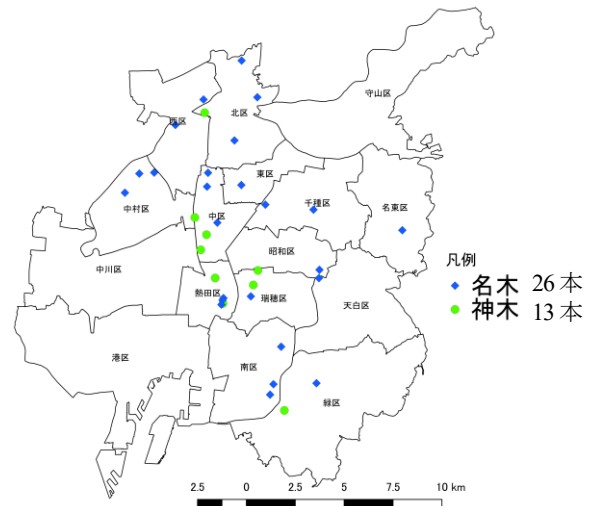 守山区
北区
西区
東区
千種区
名東区
中村区
中区
昭和区
中川区
熱田区
瑞穂区
天白区
港区
南区
緑区
凡例
名木 26本
神木 13本
2.5 0 2.5 5 7.5 10 km